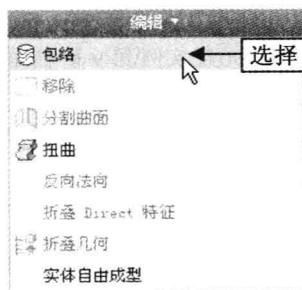 编辑
包络
选择
移除
分割曲面
扭曲
反向法向
折叠 Direct 特征
折叠几何
实体自由成型